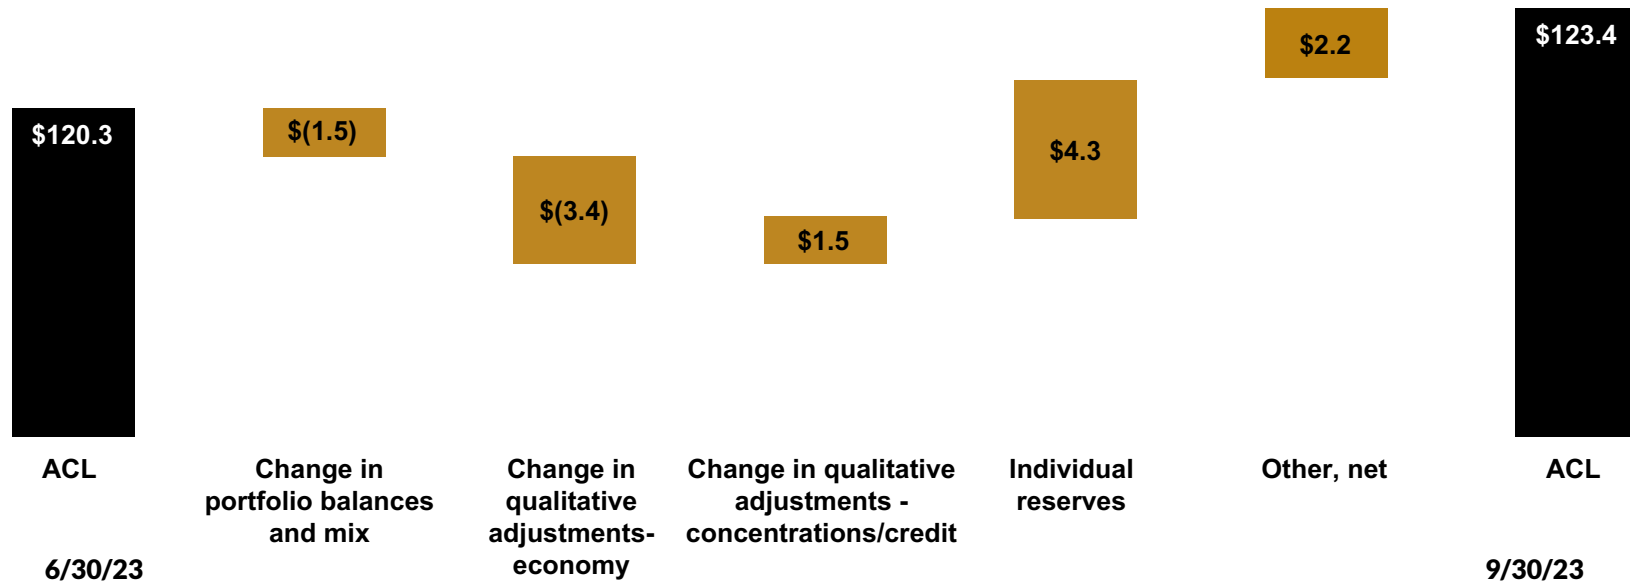 $120.3
$(1.5)
$(3.4)
$1.5
$4.3
$2.2
$123.4
ACL
6/30/23
Change in
portfolio balances
and mix
Change in
qualitative
adjustments-
economy
Change in qualitative
adjustments -
concentrations/credit
Individual
reserves
Other, net
ACL
9/30/23